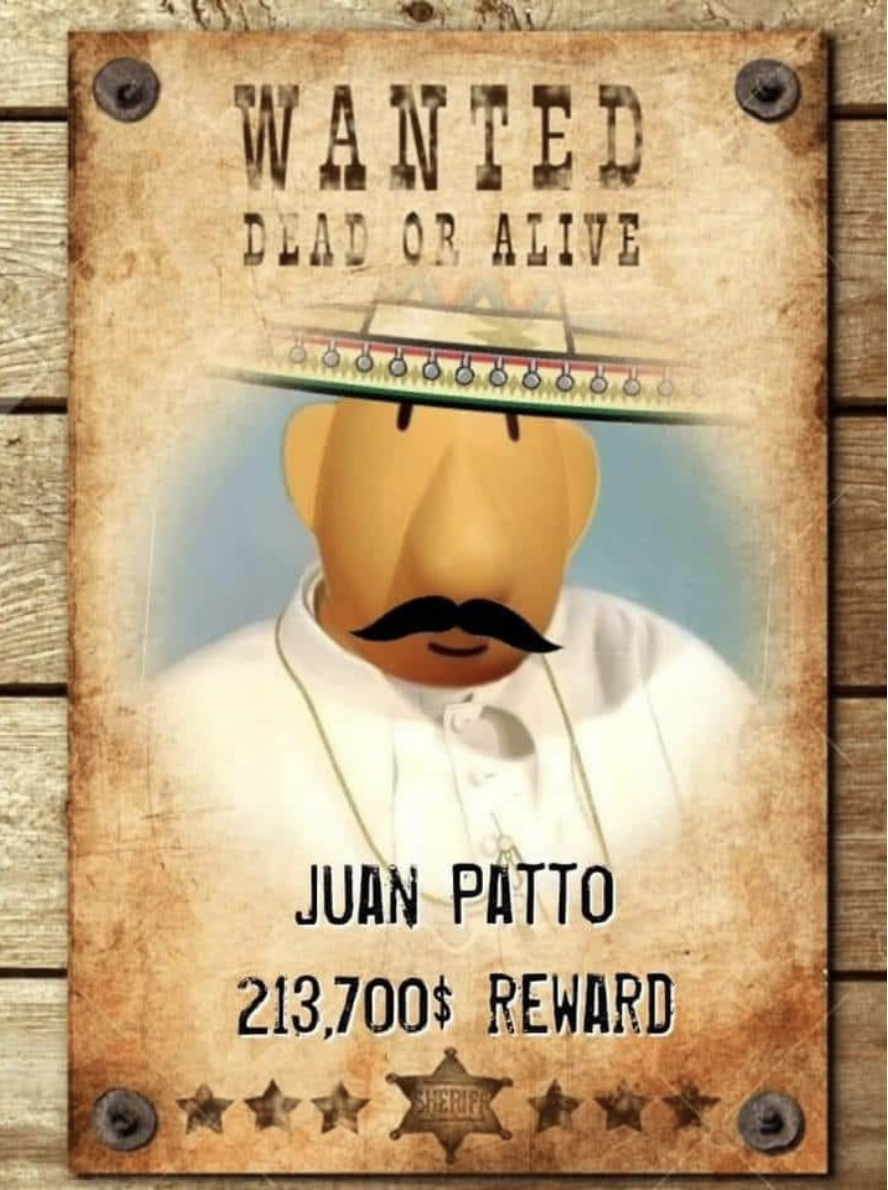 WANTED
DEAD OR ALIVE
JUAN PATTO
213,700$ REWARD
SHERIFF